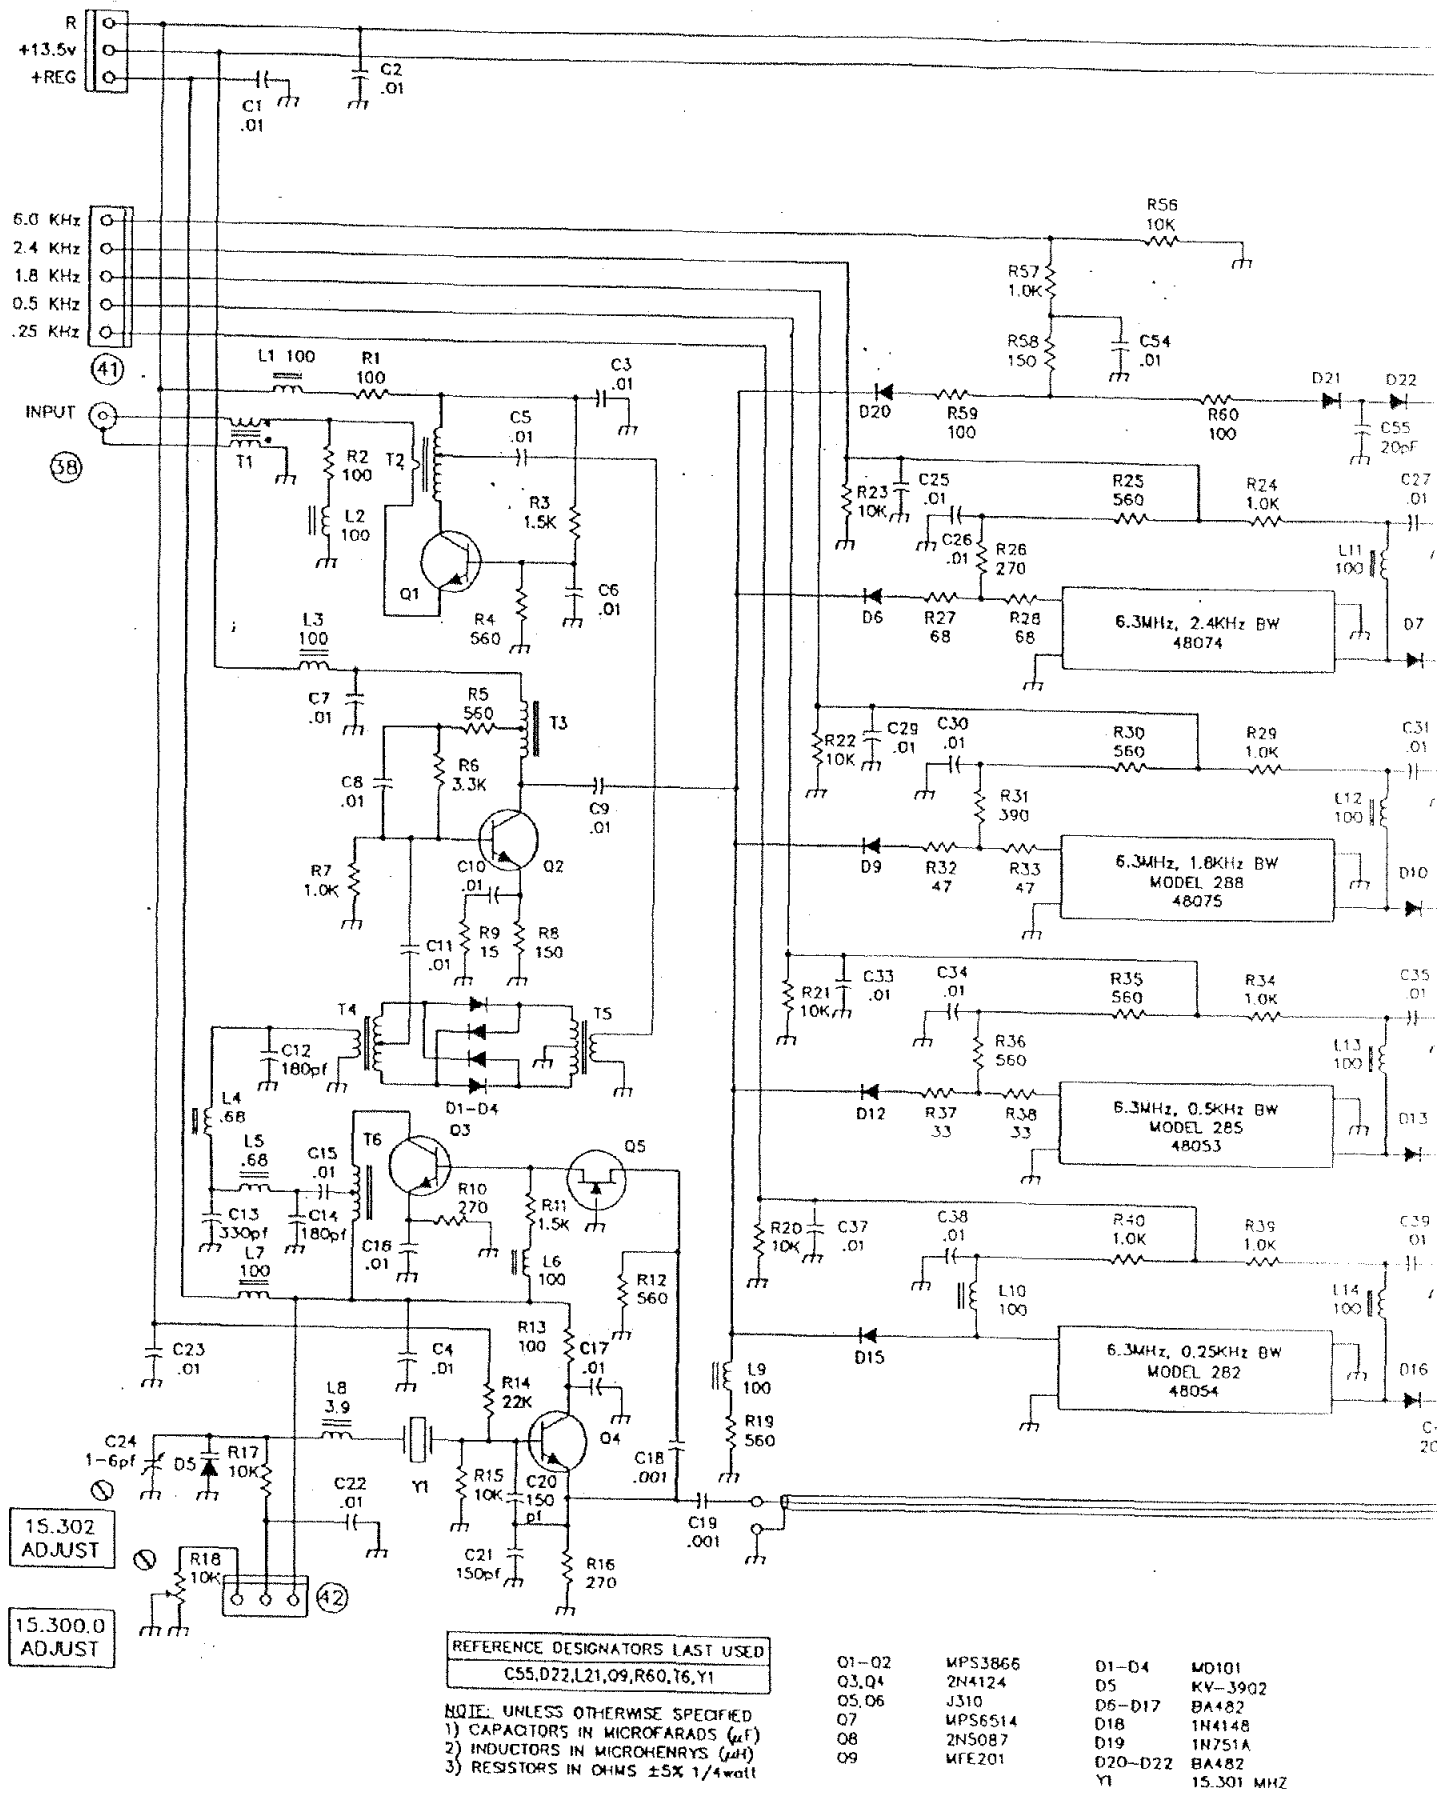 R
+13.5v
+REG
C1
.01
C2
.01
6.0 KHz
2.4 KHz
1.8 KHz
0.5 KHz
.25 KHz
41
INPUT
38
L1 100
R1
100
C3
.01
T1
R2
100
L2
100
T2
C5
.01
R3
1.5K
Q1
R4
560
C6
.01
R56
10K
R57
1.0K
R58
150
C54
.01
D20
R59
100
R60
100
D21
D22
C55
20pF
R23
10K
C25
.01
C26
.01
R25
560
R24
1.0K
C27
.01
R26
270
L11
100
D6
R27
68
R28
68
6.3MHz, 2.4KHz BW
48074
D7
L3
100
C7
.01
R5
560
T3
R6
3.3K
C8
.01
C9
.01
R7
1.0K
C10
.01
Q2
R9
15
R8
150
C11
.01
R22
10K
C29
.01
C30
.01
R30
560
R29
1.0K
C31
.01
R31
390
L12
100
D9
R32
47
R33
47
6.3MHz, 1.8KHz BW
MODEL 288
48075
D10
T4
T5
C12
180pf
D1-D4
L4
.68
R21
10K
C33
.01
C34
.01
R35
560
R34
1.0K
C35
.01
R36
560
L13
100
D12
R37
33
R38
33
6.3MHz, 0.5KHz BW
MODEL 285
48053
D13
L5
.68
C15
.01
T6
Q3
Q5
R10
270
R11
1.5K
C13
330pf
C14
180pf
C16
.01
L7
100
L6
100
R12
560
R20
10K
C37
.01
C38
.01
R40
1.0K
R39
1.0K
C39
.01
L10
100
L14
100
D15
6.3MHz, 0.25KHz BW
MODEL 282
48054
D16
C23
.01
C4
.01
R13
100
C17
.01
R14
22K
L9
100
R19
560
L8
3.9
C24
1-6pf
D5
R17
10K
C22
.01
Y1
R15
10K
C20
150
pf
Q4
C18
.001
C19
.001
C21
150pf
R16
270
15.302
ADJUST
R18
10K
42
15.300.0
ADJUST
REFERENCE DESIGNATORS LAST USED
C55,D22,L21,Q9,R60,T6,Y1
NOTE: UNLESS OTHERWISE SPECIFIED
1) CAPACITORS IN MICROFARADS (µF)
2) INDUCTORS IN MICROHENRYS (µH)
3) RESISTORS IN OHMS ±5% 1/4watt
Q1-Q2 MPS3866
Q3,Q4 2N4124
Q5,Q6 J310
Q7 MPS6514
Q8 2N5087
Q9 MFE201
D1-D4 MD101
D5 KV-3902
D6-D17 BA482
D18 1N4148
D19 1N751A
D20-D22 BA482
Y1 15.301 MHZ